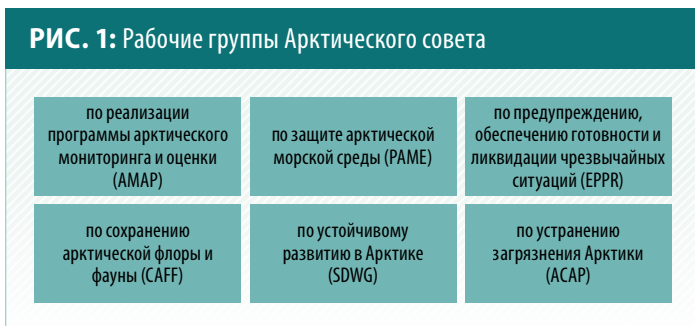 РИС. 1: Рабочие группы Арктического совета
по реализации
программы арктического
мониторинга и оценки
(AMAP)
по защите арктической
морской среды (PAME)
по предупреждению,
обеспечению готовности и
ликвидации чрезвычайных
ситуаций (EPPR)
по сохранению
арктической флоры и
фауны (CAFF)
по устойчивому
развитию в Арктике
(SDWG)
по устранению
загрязнения Арктики
(ACAP)